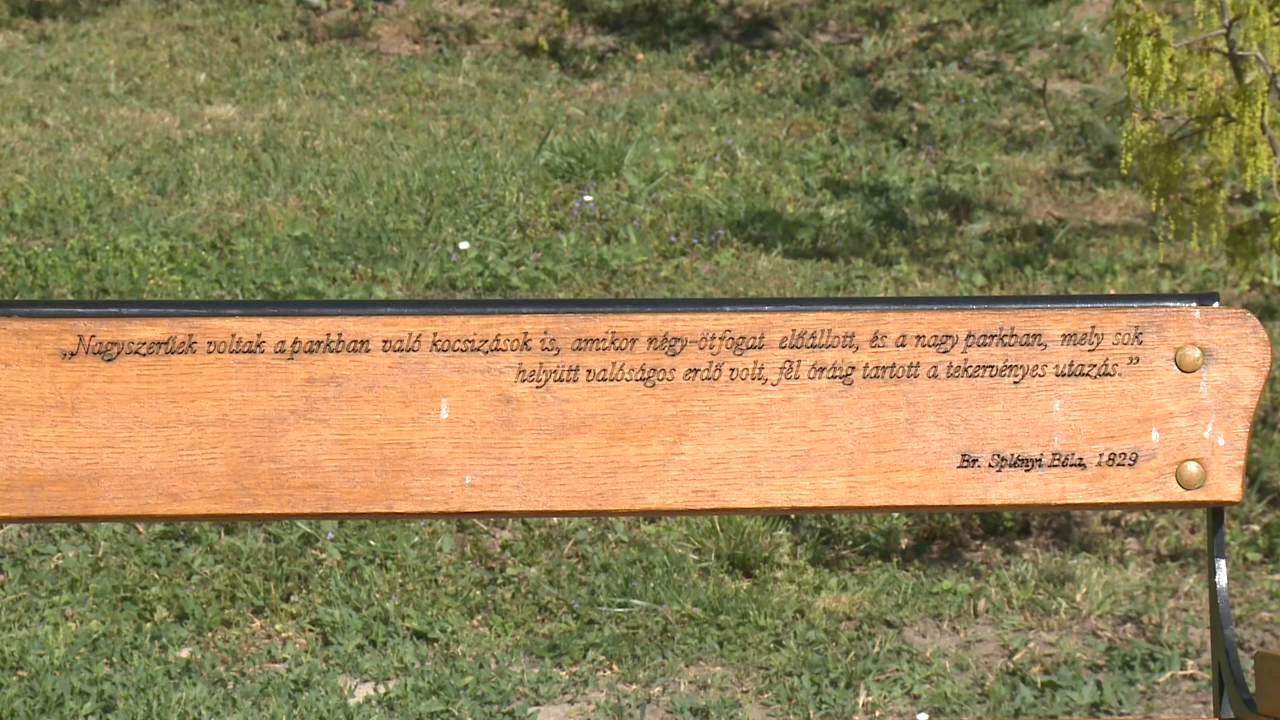 „Nagyszerűek voltak a parkban való kocsizások is, amikor négy-ötfogat előállott, és a nagy parkban, mely sok
helyütt valóságos erdő volt, fél óráig tartott a tekervényes utazás.”
Br. Splényi Béla, 1829